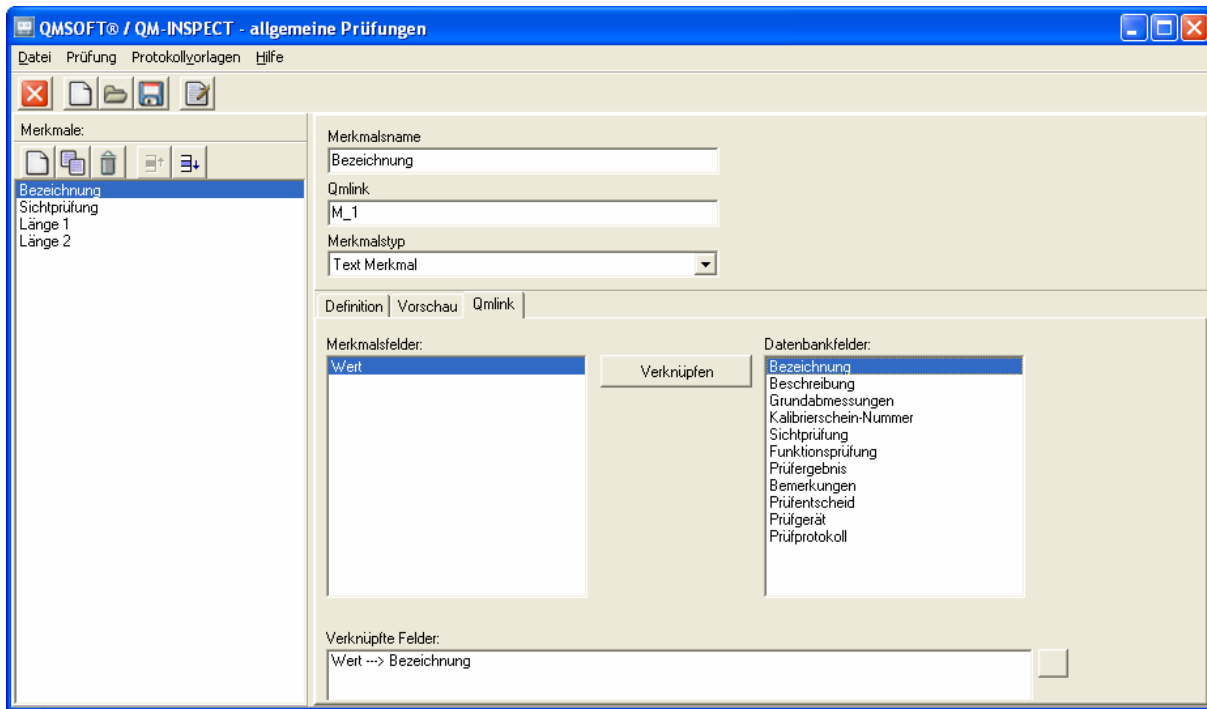 QMSOFT® / QM-INSPECT - allgemeine Prüfungen
Datei Prüfung Protokollvorlagen Hilfe
Merkmale:
Bezeichnung
Sichtprüfung
Länge 1
Länge 2
Merkmalsname
Bezeichnung
Qmlink
M_1
Merkmalstyp
Text Merkmal
Definition Vorschau Qmlink
Merkmalsfelder:
Wert
Verknüpfen
Datenbankfelder:
Bezeichnung
Beschreibung
Grundabmessungen
Kalibrierschein-Nummer
Sichtprüfung
Funktionsprüfung
Prüfergebnis
Bemerkungen
Prüfentscheid
Prüfgerät
Prüfprotokoll
Verknüpfte Felder:
Wert ---> Bezeichnung